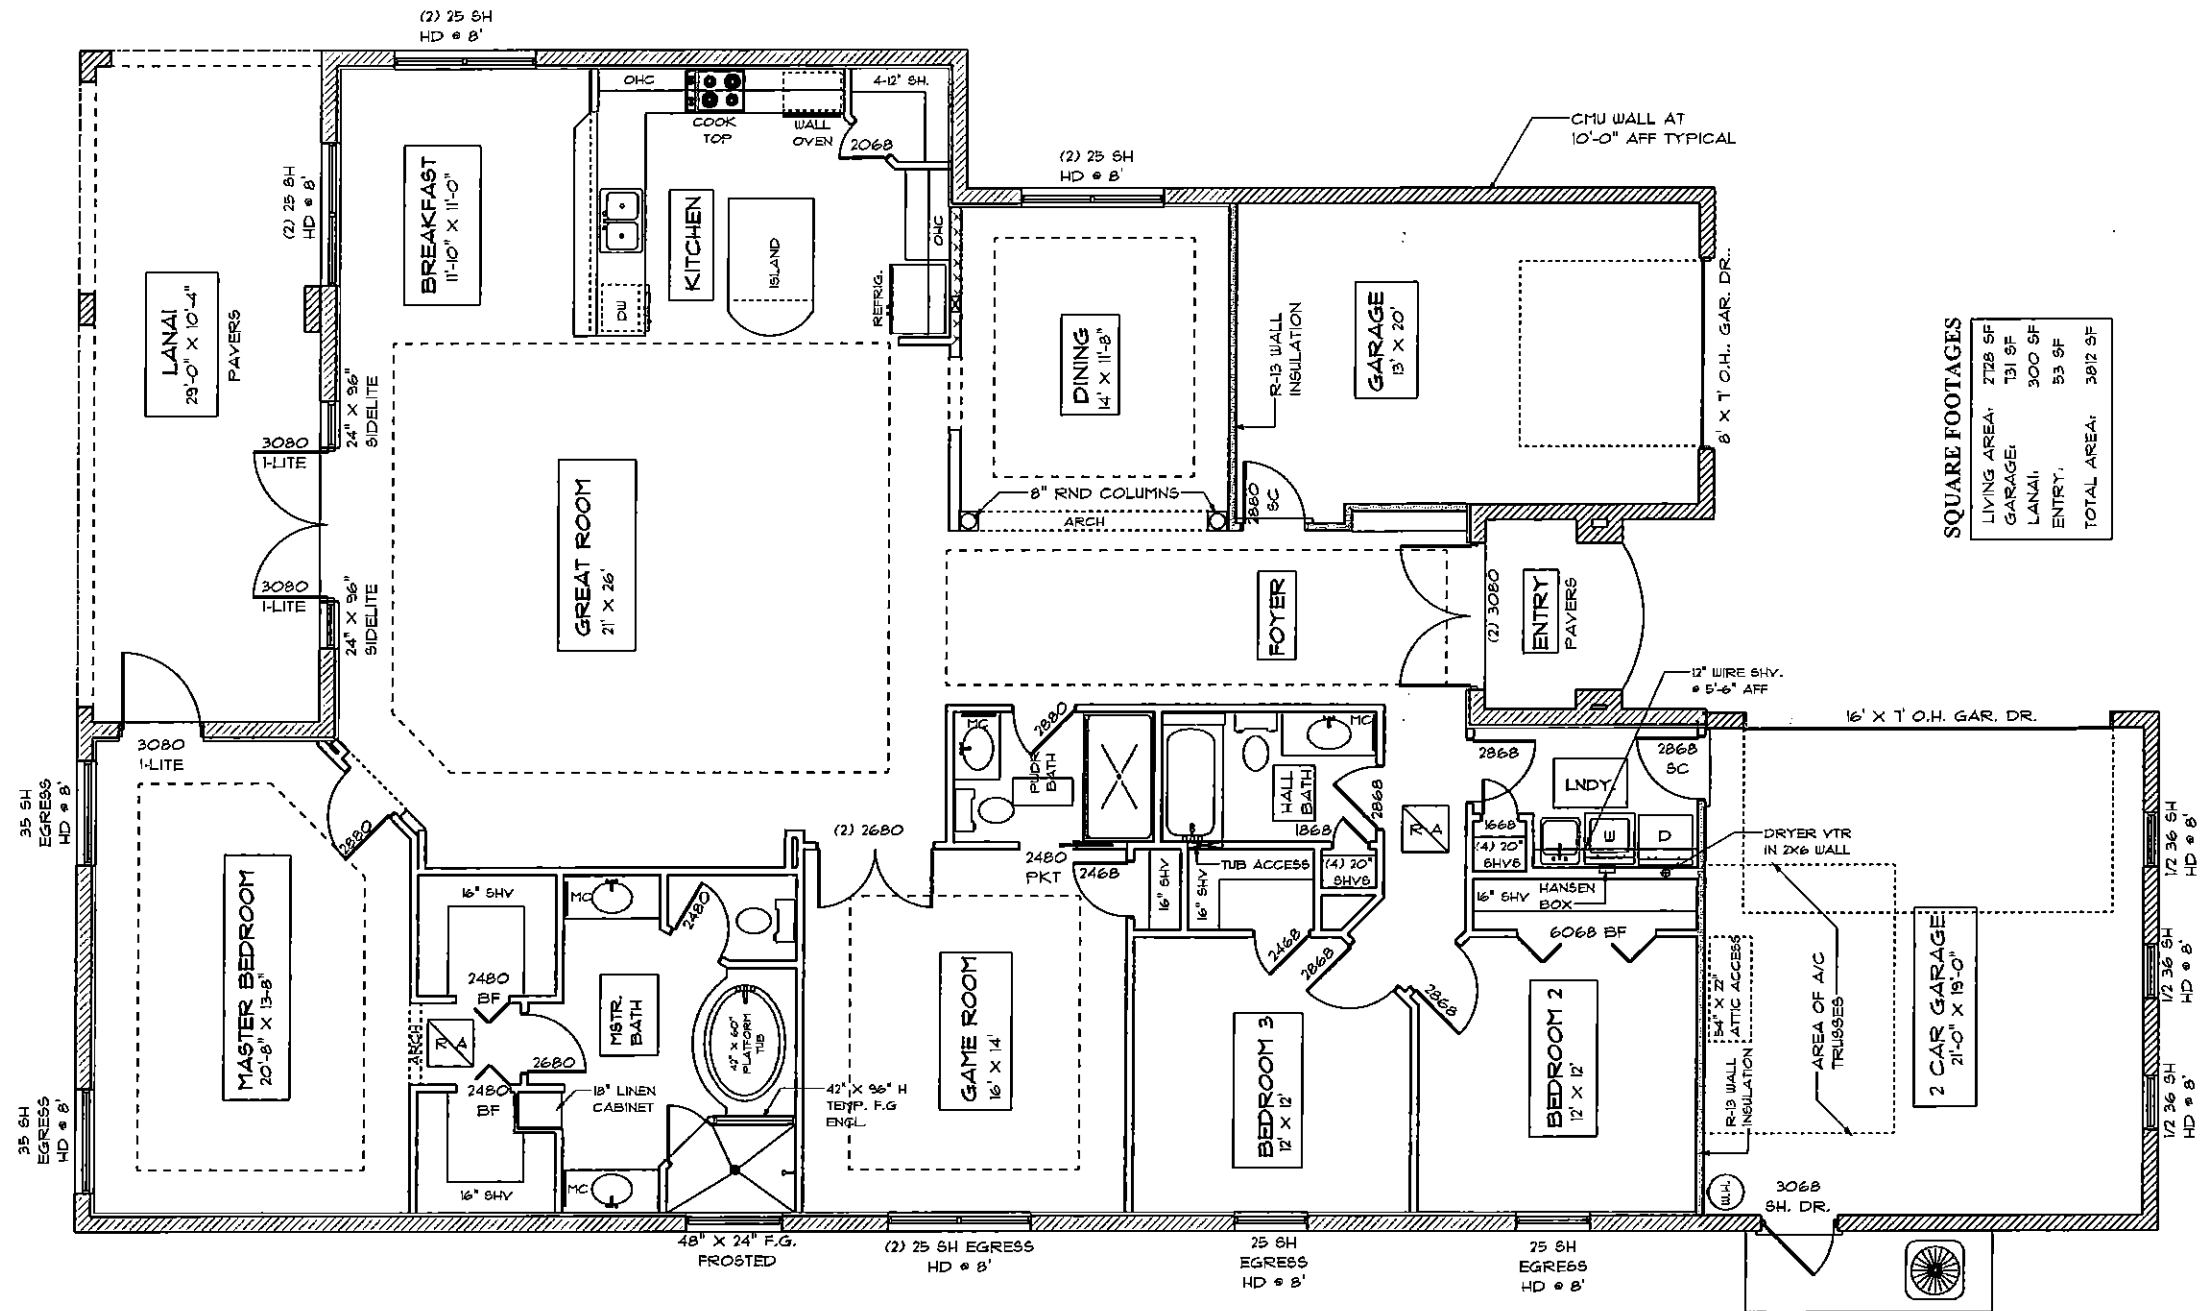 (2) 25 SH
HD @ 8'
OHC
COOK
TOP
WALL
OVEN
4-12" SH.
2068
CMU WALL AT
10'-0" AFF TYPICAL
(2) 25 SH
HD @ 8'
(2) 25 SH
HD @ 8'
BREAKFAST
11'-10" X 11'-0"
KITCHEN
ISLAND
DW
REFRIG.
OHC
LANAI
29'-0" X 10'-4"
PAVERS
DINING
14' X 11'-8"
R-13 WALL
INSULATION
GARAGE
13' X 20'
8' X 7' O.H. GAR. DR.
SQUARE FOOTAGES
LIVING AREA: 2728 SF
GARAGE: 731 SF
LANAI: 300 SF
ENTRY: 53 SF
TOTAL AREA: 3812 SF
3080
1-LITE
24" X 96"
SIDELITE
3080
1-LITE
24" X 96"
SIDELITE
GREAT ROOM
21' X 26'
8" RND COLUMNS
ARCH
2880
SC
FOYER
(2) 3080
ENTRY
PAVERS
12" WIRE SHV.
@ 5'-6" AFF
16' X 7' O.H. GAR. DR.
3080
1-LITE
35 SH
EGRESS
HD @ 8'
2880
MC
2880
PWDR
BATH
MC
HALL
BATH
2868
1868
2868
LNDY.
2868
SC
(2) 2680
2480
PKT
2468
TUB ACCESS
(4) 20"
SHVS
R/A
1668
(4) 20"
SHVS
W
D
DRYER VTR
IN 2X6 WALL
1/2 36 SH
HD @ 8'
MASTER BEDROOM
20'-8" X 13'-8"
16" SHV
MC
2480
16" SHV
16" SHV
16" SHV
HANSEN
BOX
6068 BF
2468
2868
2868
2480
BF
MSTR.
BATH
42" X 60"
PLATFORM
TUB
GAME ROOM
16' X 14'
54" X 22"
ATTIC ACCESS
AREA OF A/C
TRUSSES
2 CAR GARAGE
21'-0" X 19'-0"
1/2 36 SH
HD @ 8'
ARCH
R/A
2680
2480
BF
18" LINEN
CABINET
42" X 96" H
TEMP. F.G
ENCL.
BEDROOM 3
12' X 12'
BEDROOM 2
12' X 12'
R-13 WALL
INSULATION
1/2 36 SH
HD @ 8'
35 SH
EGRESS
HD @ 8'
16" SHV
MC
W.H.
3068
SH. DR.
48" X 24" F.G.
FROSTED
(2) 25 SH EGRESS
HD @ 8'
25 SH
EGRESS
HD @ 8'
25 SH
EGRESS
HD @ 8'